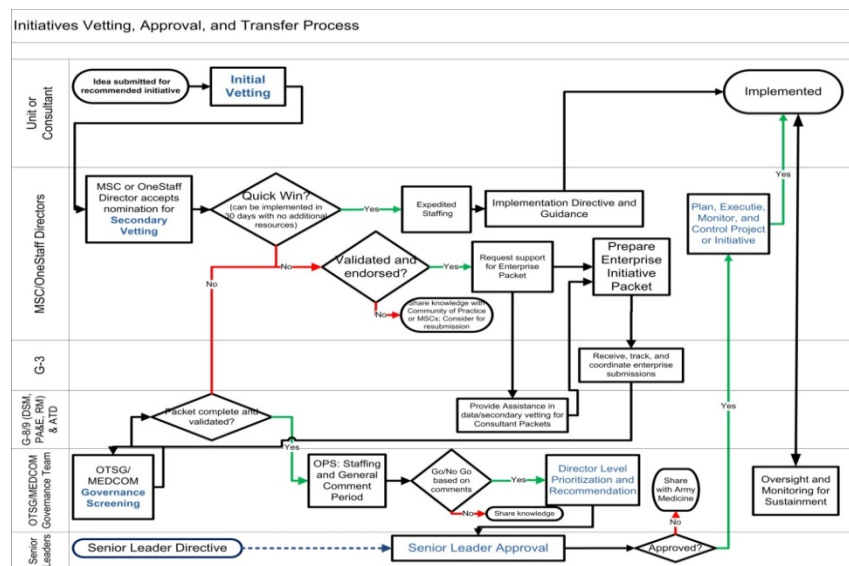 Initiatives Vetting, Approval, and Transfer Process
Unit or
Consultant
Idea submitted for
recommended initiative
Initial
Vetting
Implemented
MSC/OneStaff Directors
MSC or OneStaff
Director accepts
nomination for
Secondary
Vetting
Quick Win?
(can be implemented in
30 days with no additional
resources)
Yes
Expedited
Staffing
Implementation Directive and
Guidance
Yes
Plan, Executie,
Monitor, and
Control Project
or Initiative
No
No
Validated and
endorsed?
Yes
Request support
for Enterprise
Packet
Prepare
Enterprise
Initiative
Packet
No
Share knowledge with
Community of Practice
or MSCs; Consider for
resubmission
G-3
Receive, track, and
coordinate enterprise
submissions
G-8/9 (DSM,
PA&E, RM)
& ATD
Packet complete and
validated?
Yes
Provide Assistance in
data/secondary vetting for
Consultant Packets
Yes
OTSG/MEDCOM
Governance Team
OTSG/
MEDCOM
Governance
Screening
OPS: Staffing
and General
Comment
Period
Go/No Go
based on
comments
Yes
No
Share knowledge
Director Level
Prioritization and
Recommendation
Share
with Army
Medicine
No
Oversight and
Monitoring for
Sustainment
Senior
Leaders
Senior Leader Directive
Senior Leader Approval
Approved?